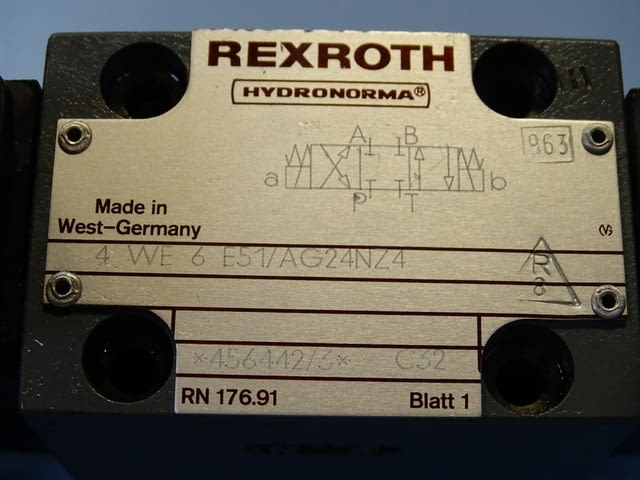 REXROTH
HYDRONORMA®
963
A B
a b
P T
Made in
West-Germany
4 WE 6 E51/AG24NZ4
R
8
*456442/3* C32
RN 176.91 Blatt 1